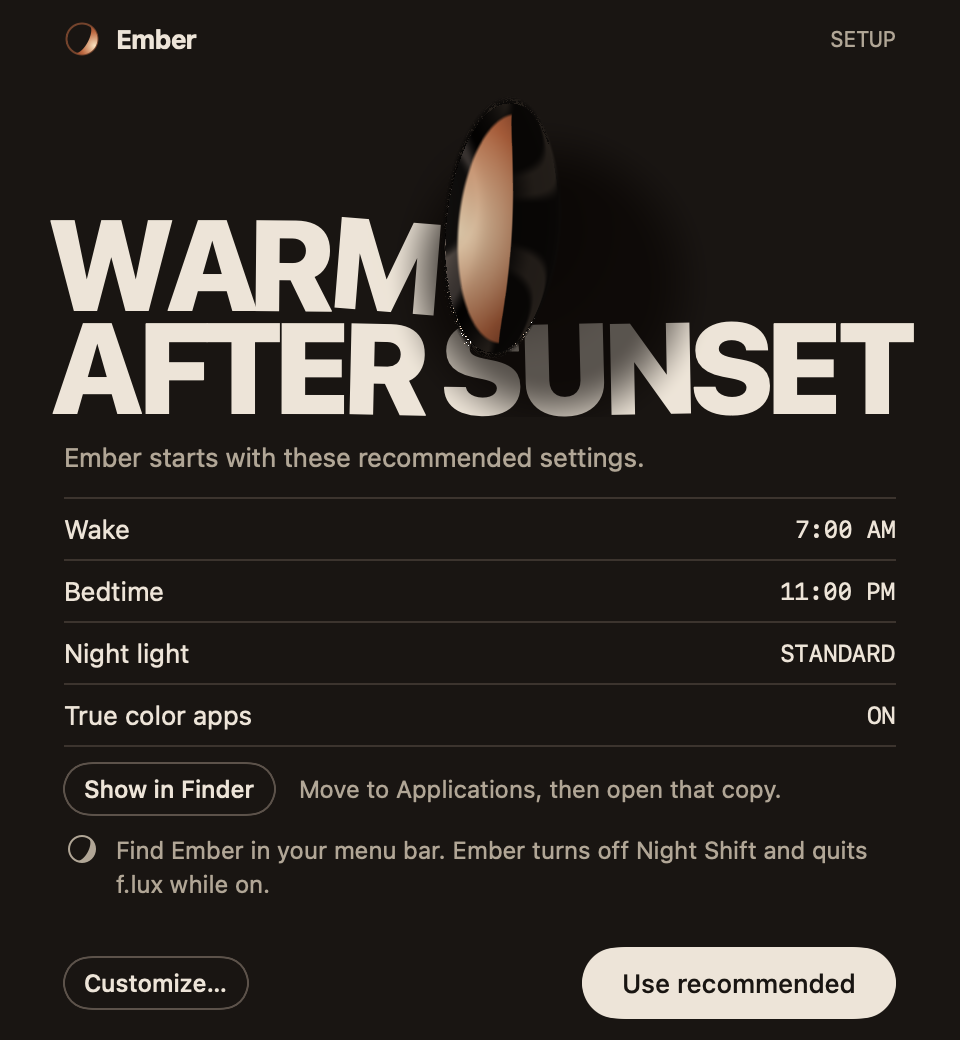 Ember
SETUP
WARM
AFTER SUNSET
Ember starts with these recommended settings.
Wake 7:00 AM
Bedtime 11:00 PM
Night light STANDARD
True color apps ON
Show in Finder Move to Applications, then open that copy.
Find Ember in your menu bar. Ember turns off Night Shift and quits
f.lux while on.
Customize...
Use recommended